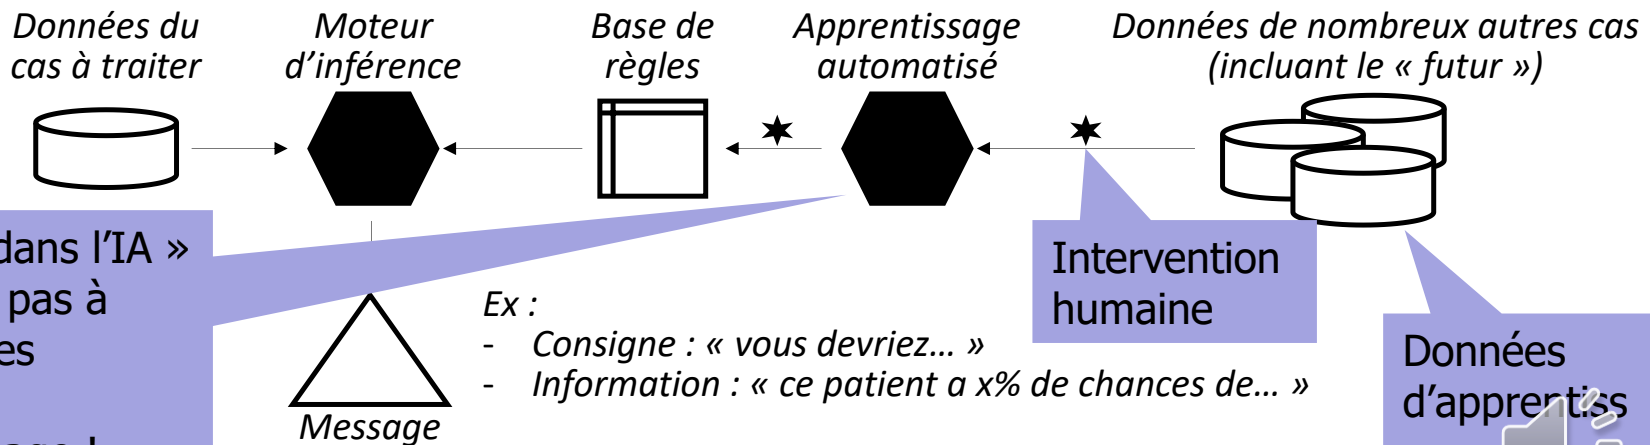 Données du
cas à traiter
Moteur
d’inférence
Base de
règles
Apprentissage
automatisé
Données de nombreux autres cas
(incluant le « futur »)
dans l’IA »
pas à
es
Intervention
humaine
Ex :
- Consigne : « vous devriez… »
- Information : « ce patient a x% de chances de… »
Message
Données
d’apprentiss